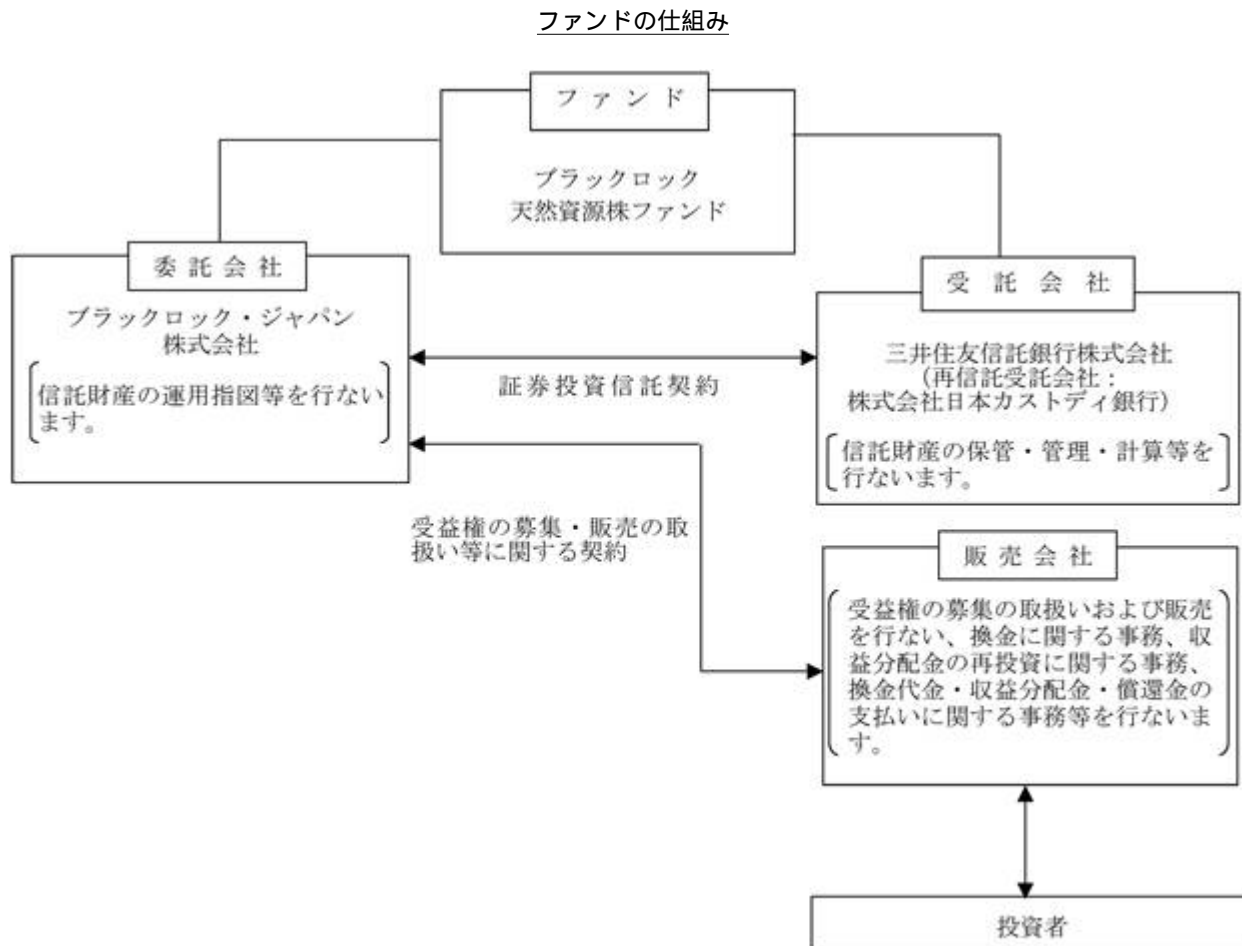 ファンドの仕組み
ファンド
ブラックロック
天然資源株ファンド
委託会社
ブラックロック・ジャパン
株式会社
信託財産の運用指図等を行ない
ます。
証券投資信託契約
受託会社
三井住友信託銀行株式会社
(再信託受託会社:
株式会社日本カストディ銀行)
信託財産の保管・管理・計算等を
行ないます。
受益権の募集・販売の取
扱い等に関する契約
販売会社
受益権の募集の取扱いおよび販売
を行ない、換金に関する事務、収
益分配金の再投資に関する事務、
換金代金・収益分配金・償還金の
支払いに関する事務等を行ないま
す。
投資者